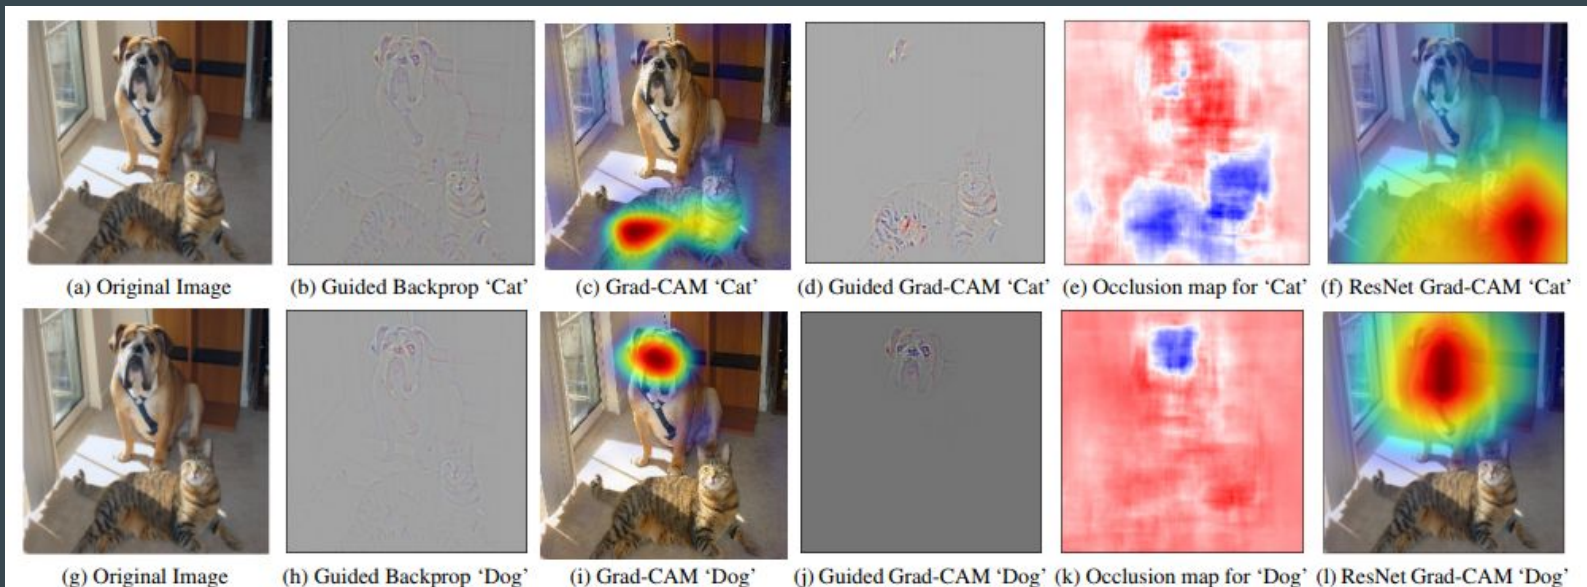 (a) Original Image (b) Guided Backprop ‘Cat’ (c) Grad-CAM ‘Cat’ (d) Guided Grad-CAM ‘Cat’ (e) Occlusion map for ‘Cat’ (f) ResNet Grad-CAM ‘Cat’
(g) Original Image (h) Guided Backprop ‘Dog’ (i) Grad-CAM ‘Dog’ (j) Guided Grad-CAM ‘Dog’ (k) Occlusion map for ‘Dog’ (l) ResNet Grad-CAM ‘Dog’